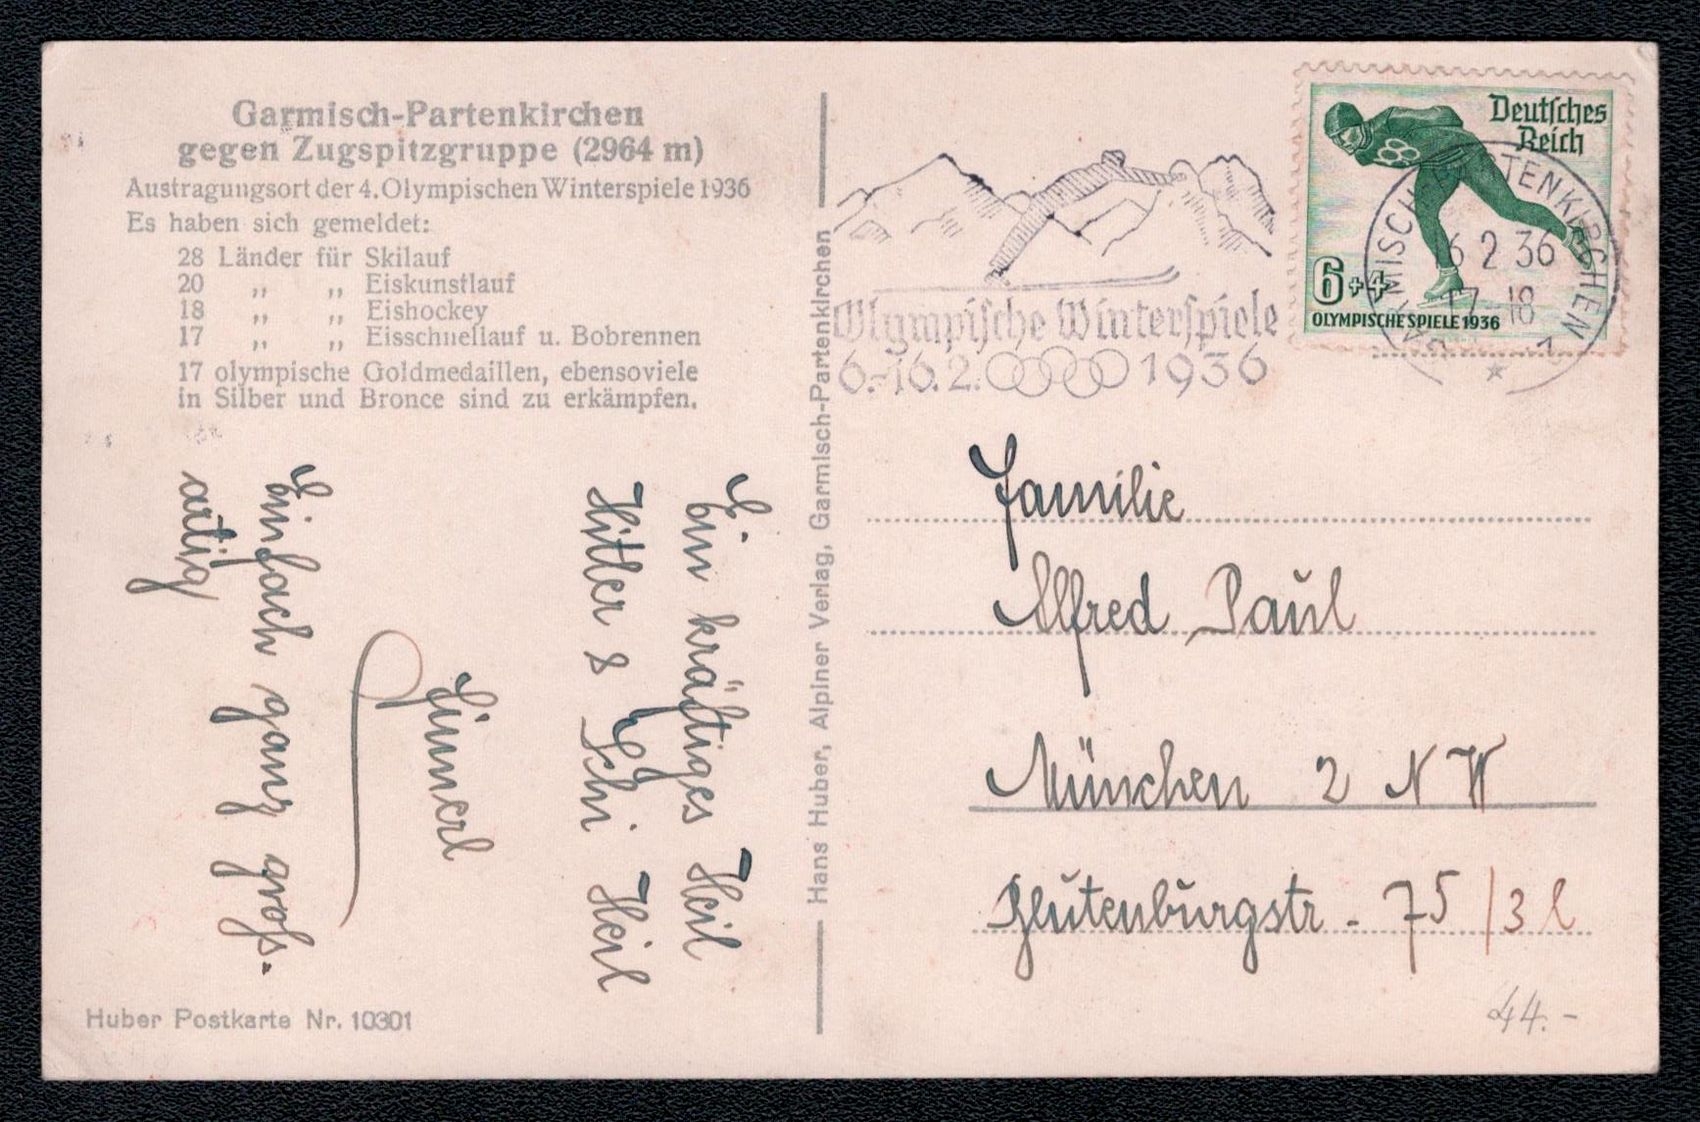 Garmisch-Partenkirchen
gegen Zugspitzgruppe (2964 m)
Austragungsort der 4. Olympischen Winterspiele 1936
Es haben sich gemeldet:
28 Länder für Skilauf
20 „ „ Eiskunstlauf
18 „ „ Eishockey
17 „ „ Eisschnellauf u. Bobrennen
17 olympische Goldmedaillen, ebensoviele
in Silber und Bronce sind zu erkämpfen.
Ein kräftiges Heil
Hitler & Schi Heil
Einfach ganz groß-
artig
Huber Postkarte Nr. 10301
Hans Huber, Alpiner Verlag, Garmisch-Partenkirchen
Olympische Winterspiele
6.-16.2. 1936
Deutsches
Reich
6+4
OLYMPISCHE SPIELE 1936
GARMISCH-PARTENKIRCHEN
6 2 36
17-18
Familie
Alfred Paul
München 2 NW
Blutenburgstr. 75/3 l
44.-